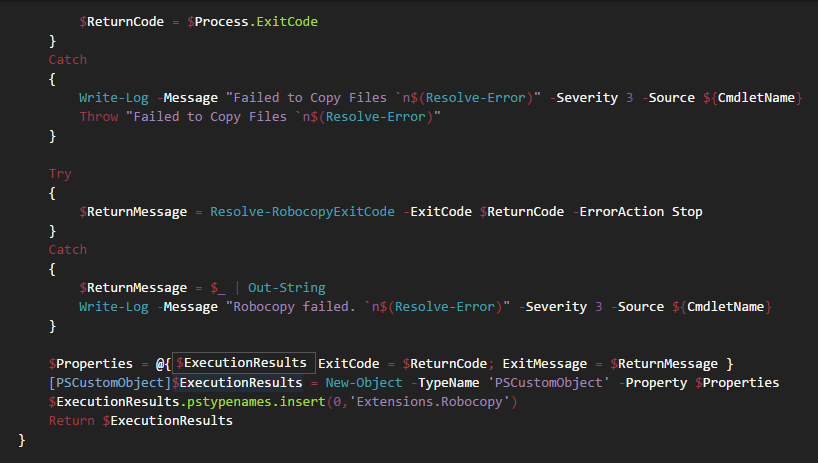 $ReturnCode = $Process.ExitCode
}
Catch
{
Write-Log -Message "Failed to Copy Files `n$(Resolve-Error)" -Severity 3 -Source ${CmdletName}
Throw "Failed to Copy Files `n$(Resolve-Error)"
}
Try
{
$ReturnMessage = Resolve-RobocopyExitCode -ExitCode $ReturnCode -ErrorAction Stop
}
Catch
{
$ReturnMessage = $_ | Out-String
Write-Log -Message "Robocopy failed. `n$(Resolve-Error)" -Severity 3 -Source ${CmdletName}
}
$Properties = @{ $ExecutionResults ExitCode = $ReturnCode; ExitMessage = $ReturnMessage }
[PSCustomObject]$ExecutionResults = New-Object -TypeName 'PSCustomObject' -Property $Properties
$ExecutionResults.pstypenames.insert(0,'Extensions.Robocopy')
Return $ExecutionResults
}